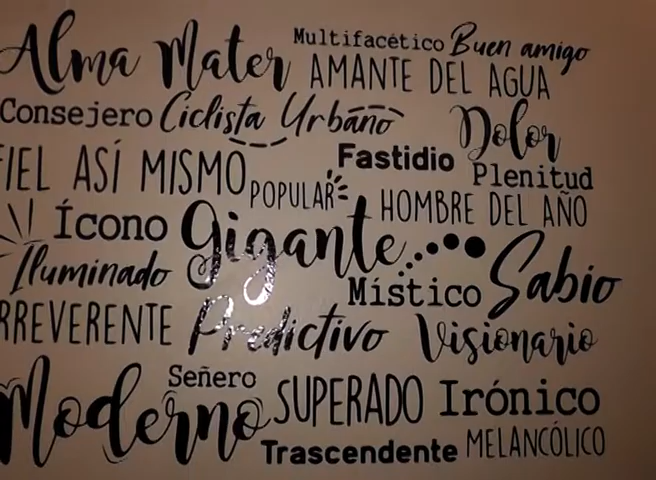 Alma Mater Multifacético Buen amigo
AMANTE DEL AGUA
Consejero Ciclista Urbano Dolor
FIEL ASÍ MISMO Fastidio Plenitud
POPULAR HOMBRE DEL AÑO
Ícono Gigante
Iluminado Místico Sabio
IRREVERENTE Predictivo Visionario
Moderno Señero SUPERADO Irónico
Trascendente MELANCÓLICO